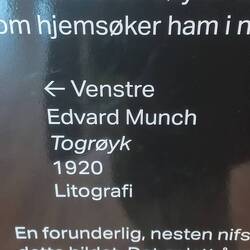 om hjemsøker ham i n
← Venstre
Edvard Munch
Togrøyk
1920
Litografi
En forunderlig, nesten nifs